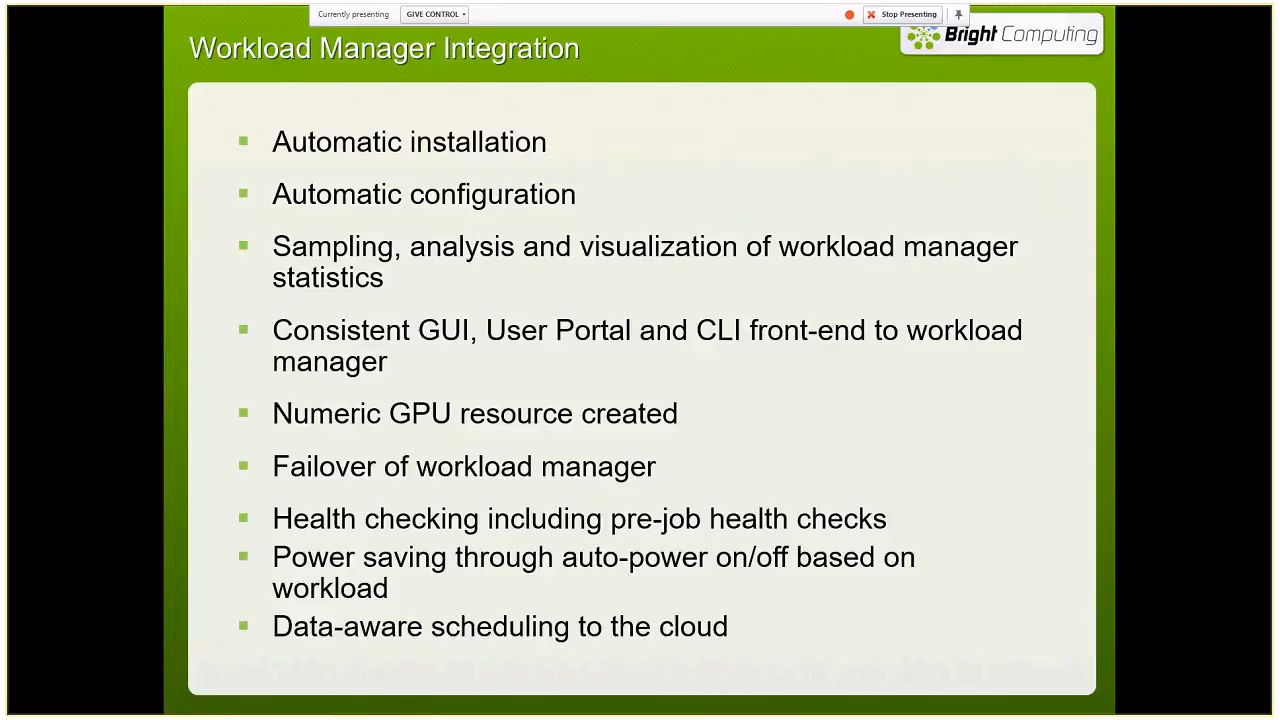 Currently presenting
GIVE CONTROL
Stop Presenting
Workload Manager Integration
Bright Computing
Automatic installation
Automatic configuration
Sampling, analysis and visualization of workload manager
statistics
Consistent GUI, User Portal and CLI front-end to workload
manager
Numeric GPU resource created
Failover of workload manager
Health checking including pre-job health checks
Power saving through auto-power on/off based on
workload
Data-aware scheduling to the cloud